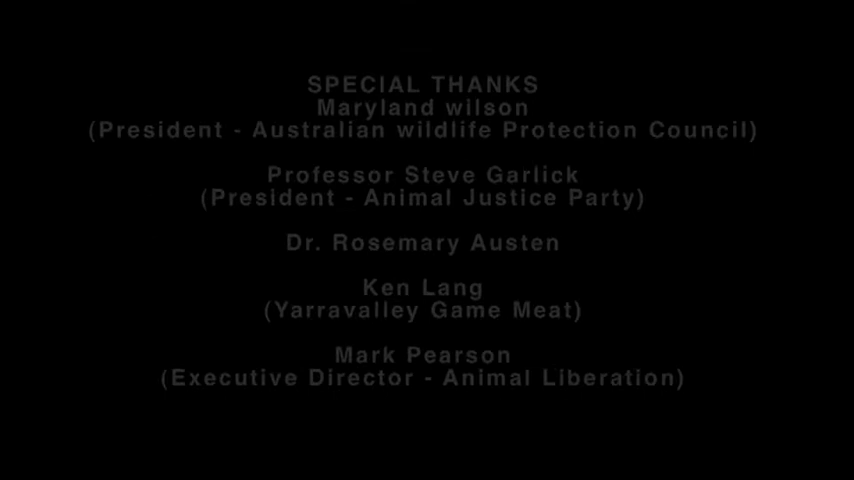 SPECIAL THANKS
Maryland wilson
(President - Australian wildlife Protection Council)
Professor Steve Garlick
(President - Animal Justice Party)
Dr. Rosemary Austen
Ken Lang
(Yarravalley Game Meat)
Mark Pearson
(Executive Director - Animal Liberation)